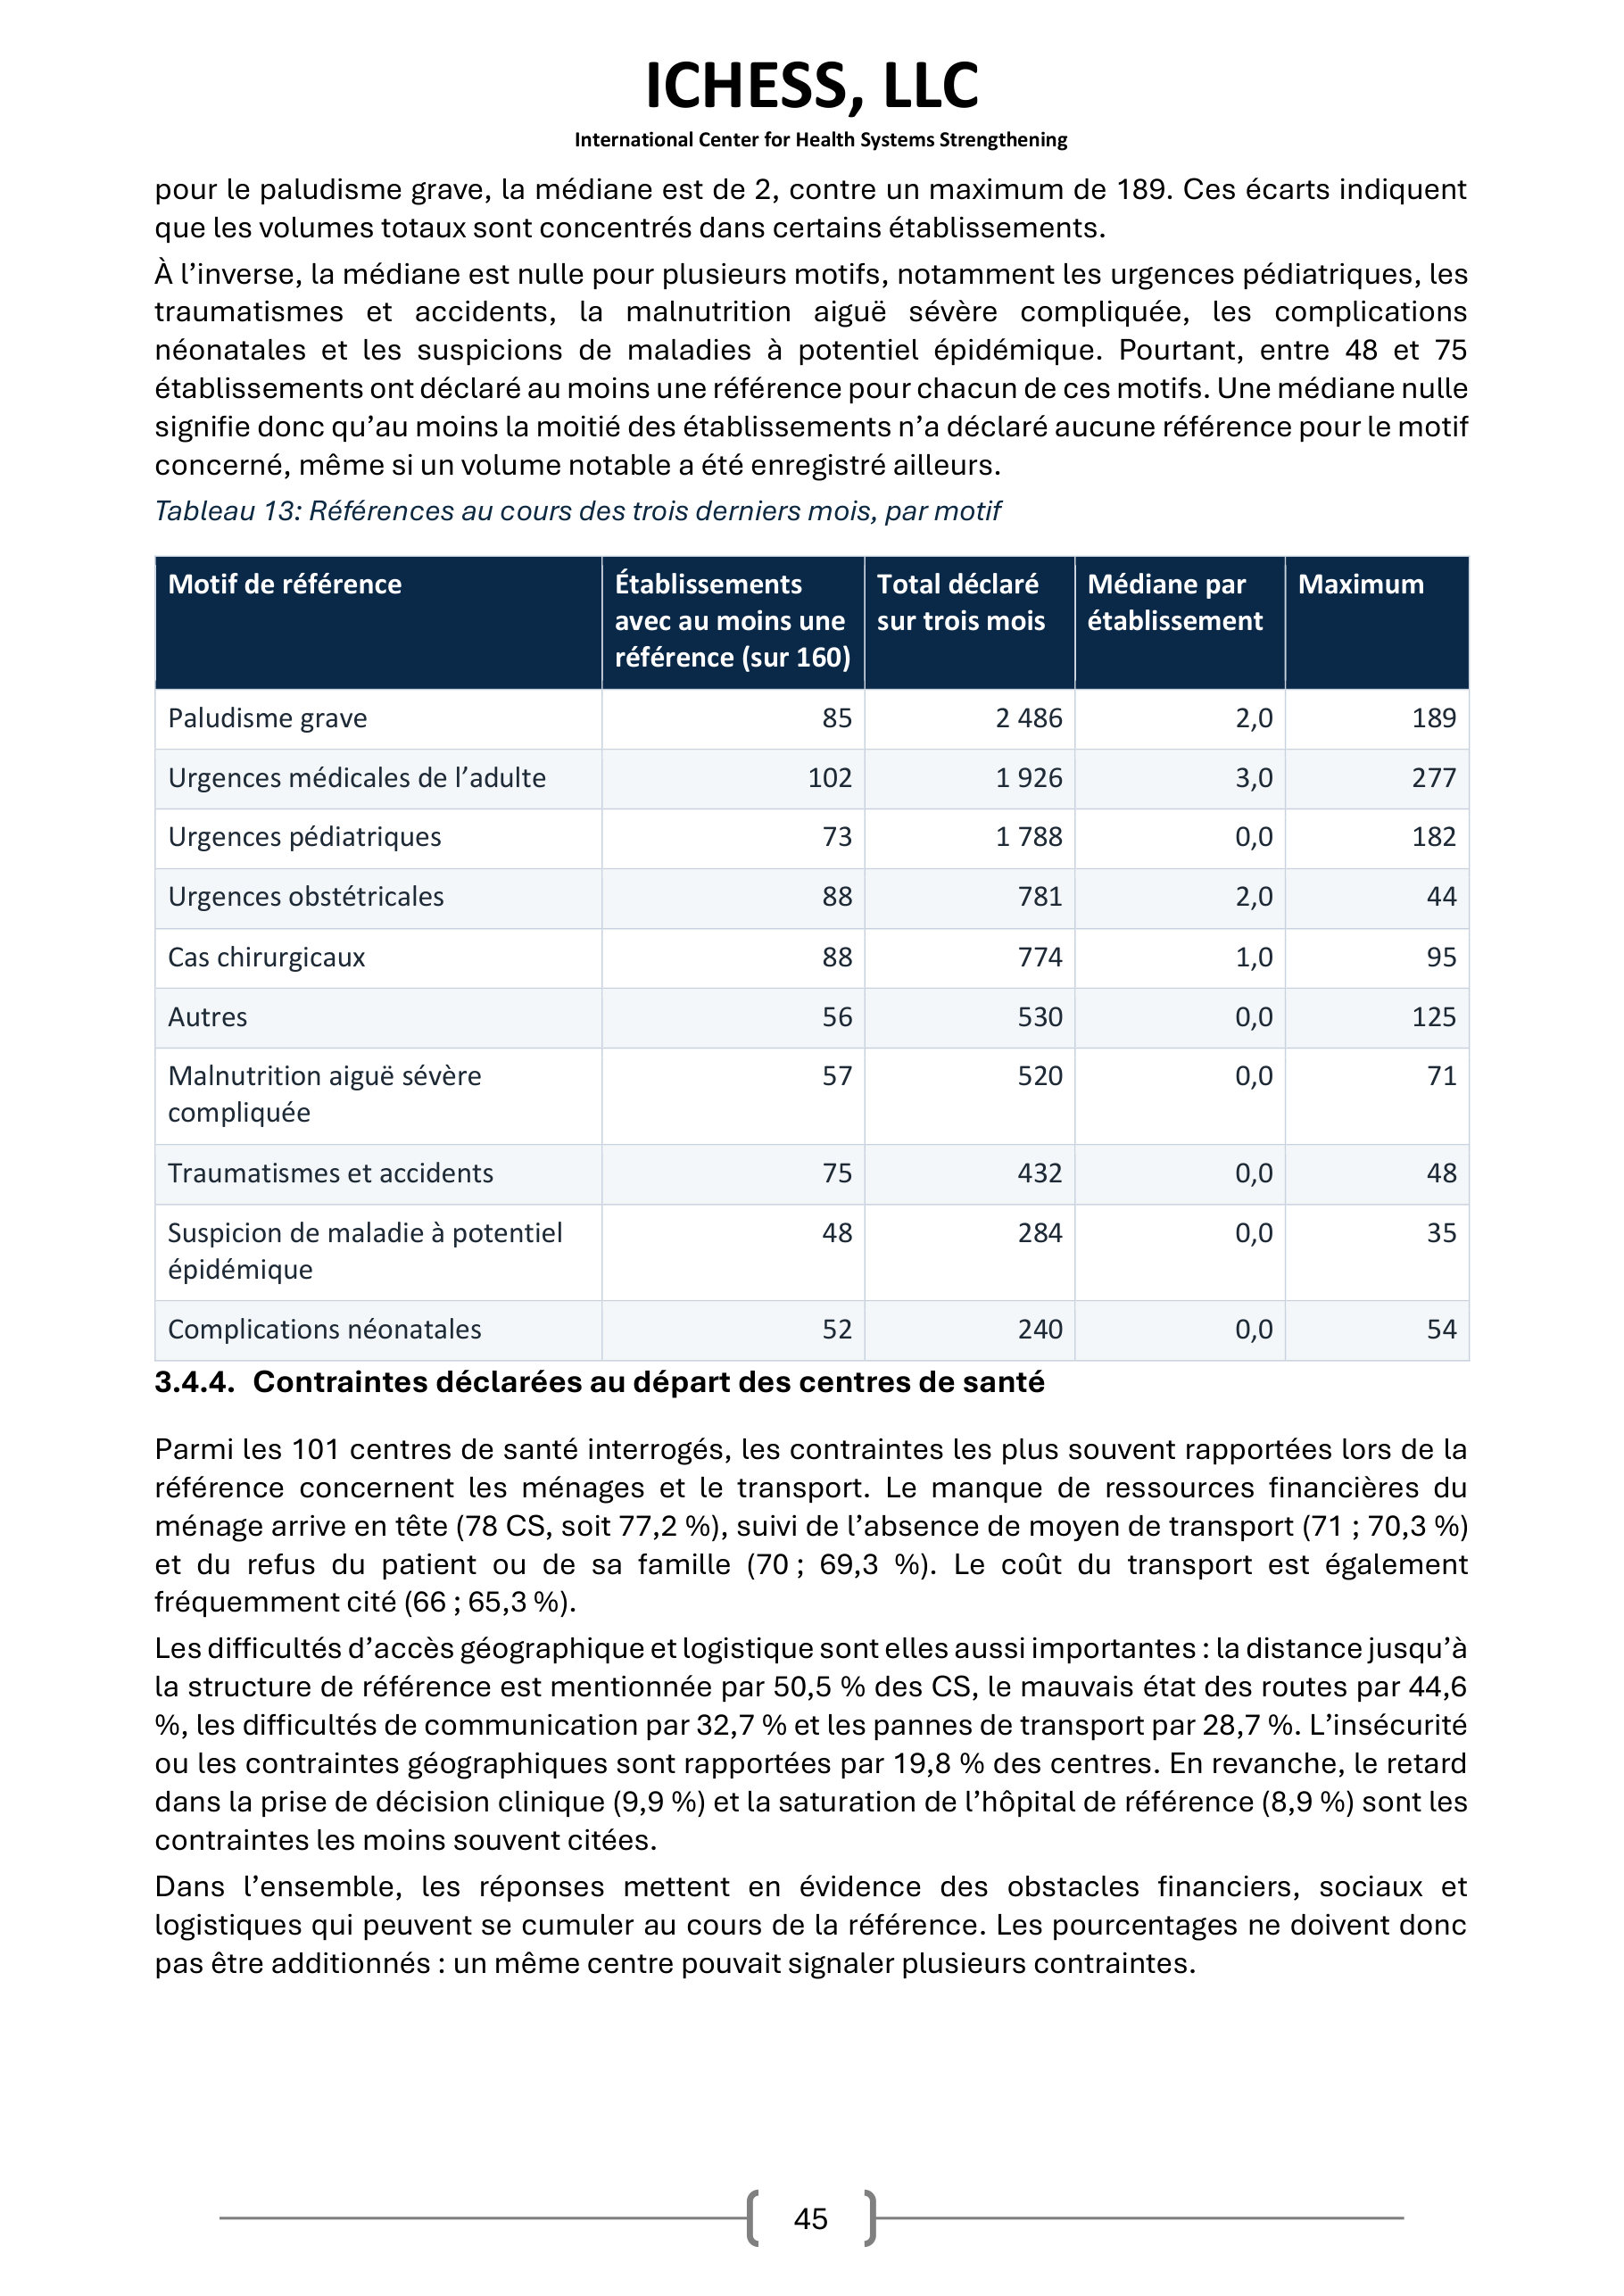 ICHESS, LLC
International Center for Health Systems Strengthening
pour le paludisme grave, la médiane est de 2, contre un maximum de 189. Ces écarts indiquent
que les volumes totaux sont concentrés dans certains établissements.
À l’inverse, la médiane est nulle pour plusieurs motifs, notamment les urgences pédiatriques, les
traumatismes et accidents, la malnutrition aiguë sévère compliquée, les complications
néonatales et les suspicions de maladies à potentiel épidémique. Pourtant, entre 48 et 75
établissements ont déclaré au moins une référence pour chacun de ces motifs. Une médiane nulle
signifie donc qu’au moins la moitié des établissements n’a déclaré aucune référence pour le motif
concerné, même si un volume notable a été enregistré ailleurs.
Tableau 13: Références au cours des trois derniers mois, par motif
Motif de référence Établissements avec au moins une référence (sur 160) Total déclaré sur trois mois Médiane par établissement Maximum
Paludisme grave 85 2 486 2,0 189
Urgences médicales de l’adulte 102 1 926 3,0 277
Urgences pédiatriques 73 1 788 0,0 182
Urgences obstétricales 88 781 2,0 44
Cas chirurgicaux 88 774 1,0 95
Autres 56 530 0,0 125
Malnutrition aiguë sévère compliquée 57 520 0,0 71
Traumatismes et accidents 75 432 0,0 48
Suspicion de maladie à potentiel épidémique 48 284 0,0 35
Complications néonatales 52 240 0,0 54
3.4.4. Contraintes déclarées au départ des centres de santé
Parmi les 101 centres de santé interrogés, les contraintes les plus souvent rapportées lors de la
référence concernent les ménages et le transport. Le manque de ressources financières du
ménage arrive en tête (78 CS, soit 77,2 %), suivi de l’absence de moyen de transport (71 ; 70,3 %)
et du refus du patient ou de sa famille (70 ; 69,3 %). Le coût du transport est également
fréquemment cité (66 ; 65,3 %).
Les difficultés d’accès géographique et logistique sont elles aussi importantes : la distance jusqu’à
la structure de référence est mentionnée par 50,5 % des CS, le mauvais état des routes par 44,6
%, les difficultés de communication par 32,7 % et les pannes de transport par 28,7 %. L’insécurité
ou les contraintes géographiques sont rapportées par 19,8 % des centres. En revanche, le retard
dans la prise de décision clinique (9,9 %) et la saturation de l’hôpital de référence (8,9 %) sont les
contraintes les moins souvent citées.
Dans l’ensemble, les réponses mettent en évidence des obstacles financiers, sociaux et
logistiques qui peuvent se cumuler au cours de la référence. Les pourcentages ne doivent donc
pas être additionnés : un même centre pouvait signaler plusieurs contraintes.
45